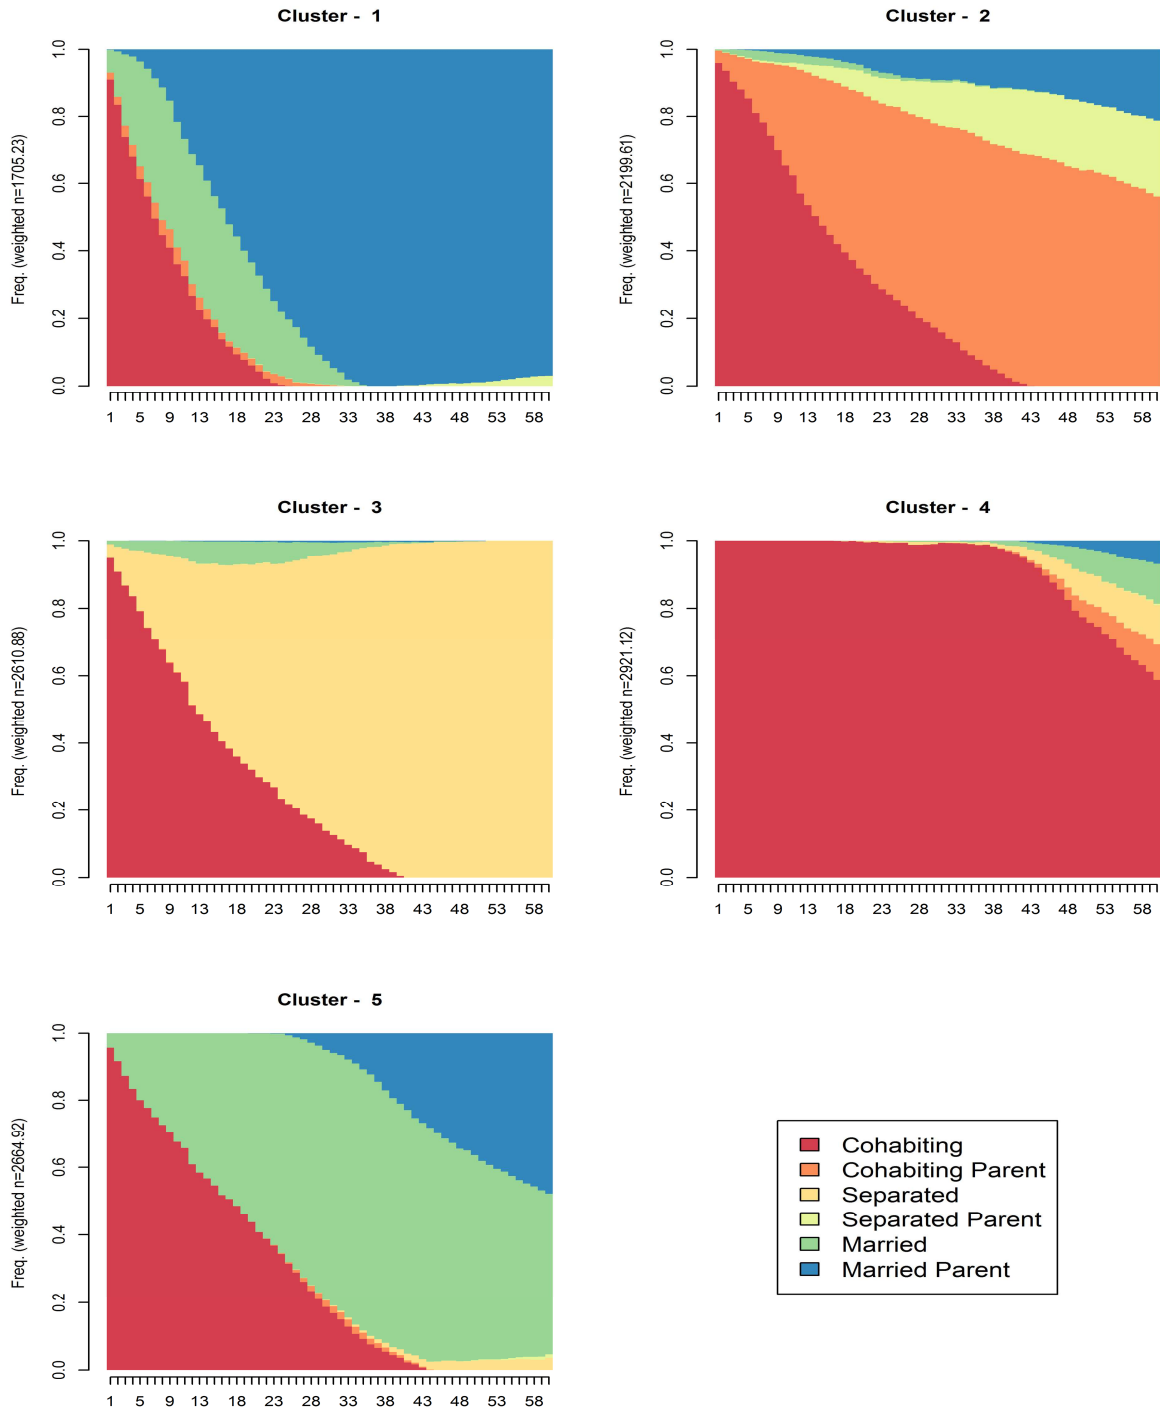 Cluster - 1
Freq. (weighted n=1705.23)
0.0 0.2 0.4 0.6 0.8 1.0
1 5 9 13 18 23 28 33 38 43 48 53 58
Cluster - 2
Freq. (weighted n=2199.61)
0.0 0.2 0.4 0.6 0.8 1.0
1 5 9 13 18 23 28 33 38 43 48 53 58
Cluster - 3
Freq. (weighted n=2610.88)
0.0 0.2 0.4 0.6 0.8 1.0
1 5 9 13 18 23 28 33 38 43 48 53 58
Cluster - 4
Freq. (weighted n=2921.12)
0.0 0.2 0.4 0.6 0.8 1.0
1 5 9 13 18 23 28 33 38 43 48 53 58
Cluster - 5
Freq. (weighted n=2664.92)
0.0 0.2 0.4 0.6 0.8 1.0
1 5 9 13 18 23 28 33 38 43 48 53 58
Cohabiting
Cohabiting Parent
Separated
Separated Parent
Married
Married Parent